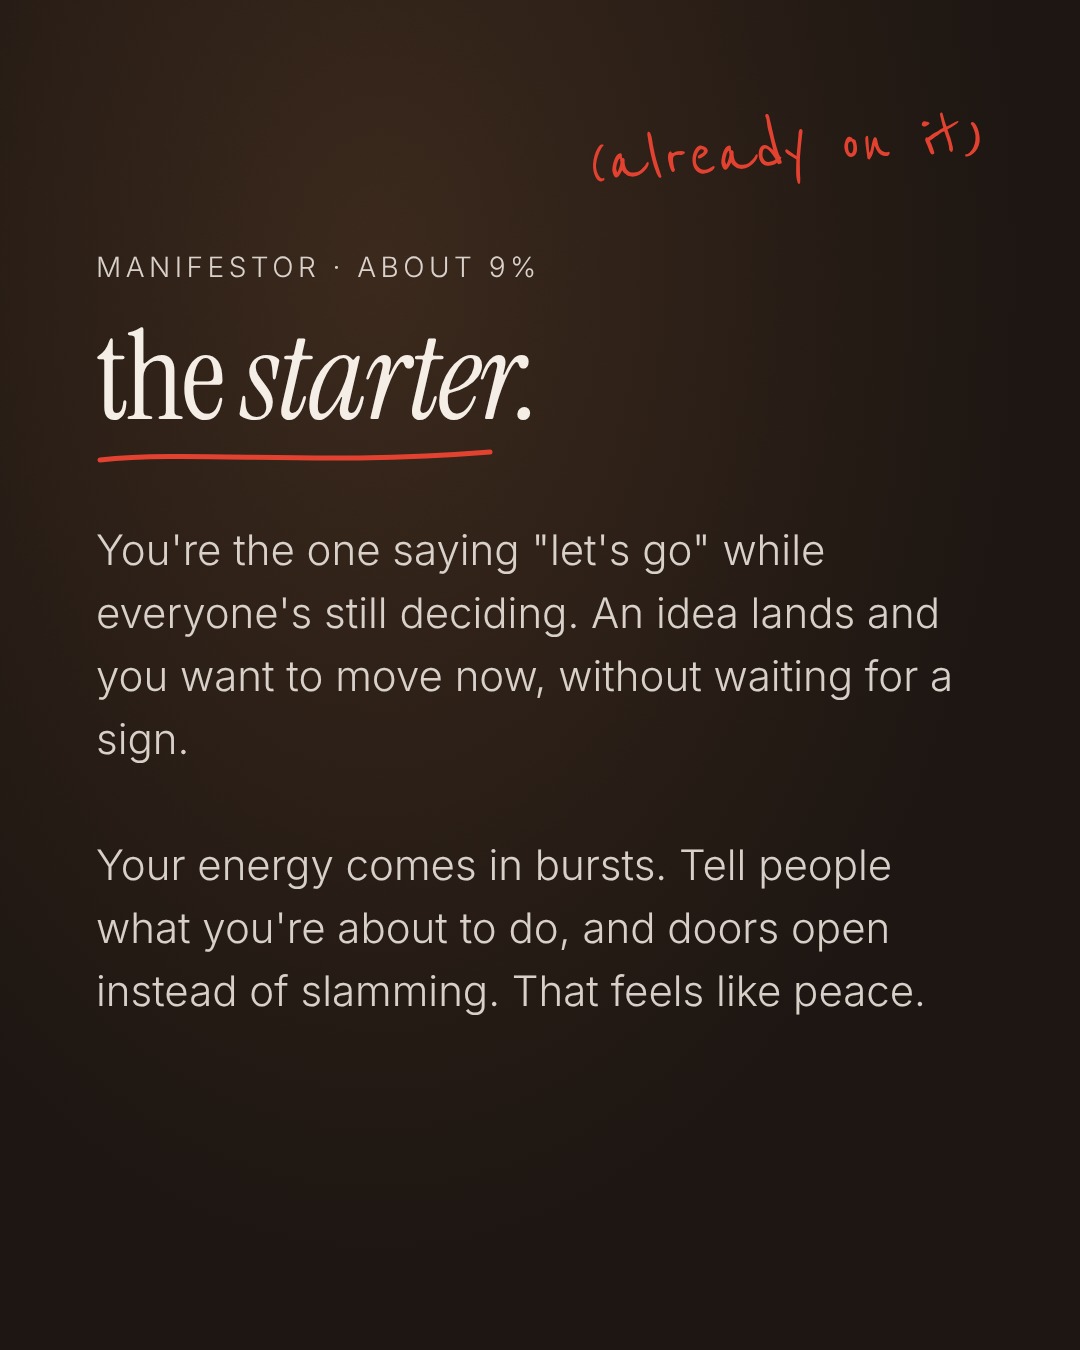 (already on it)
MANIFESTOR · ABOUT 9%
the starter.
You're the one saying "let's go" while
everyone's still deciding. An idea lands and
you want to move now, without waiting for a
sign.
Your energy comes in bursts. Tell people
what you're about to do, and doors open
instead of slamming. That feels like peace.